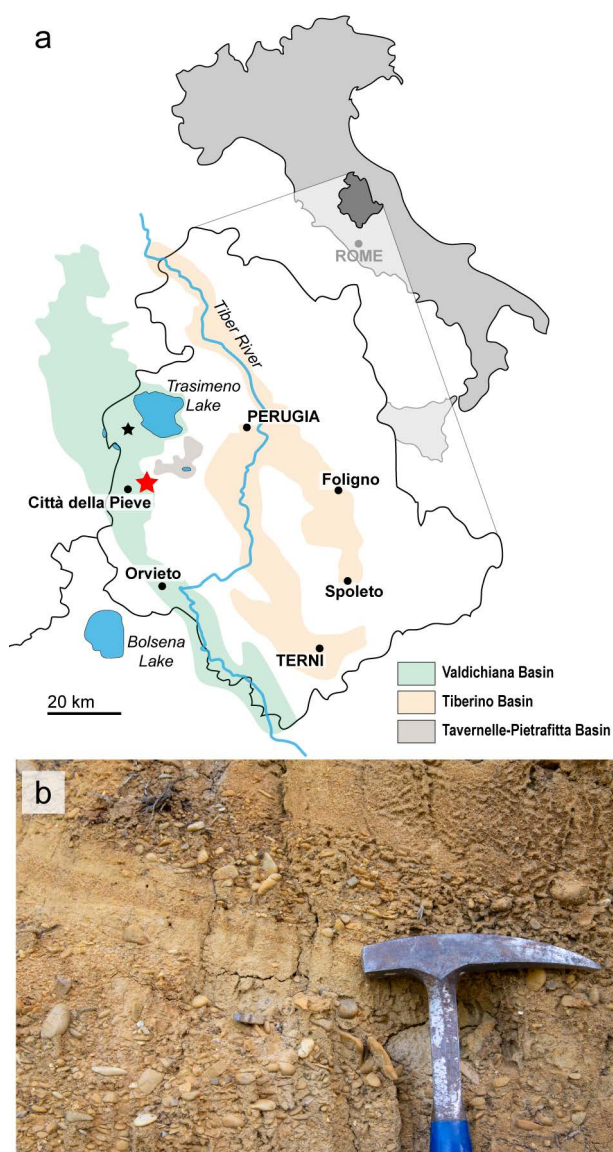 a
ROME
Tiber River
Trasimeno
Lake
PERUGIA
Foligno
Città della Pieve
Orvieto
Spoleto
Bolsena
Lake
TERNI
20 km
Valdichiana Basin
Tiberino Basin
Tavernelle-Pietrafitta Basin
b